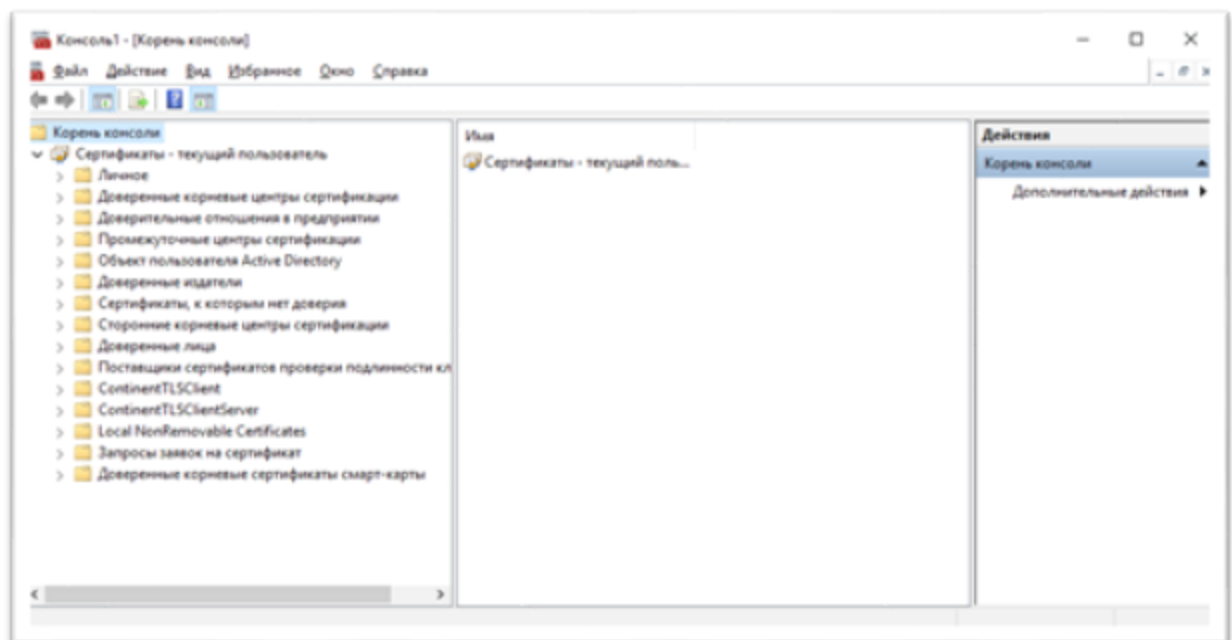 Консоль1 - [Корень консоли]
Файл Действие Вид Избранное Окно Справка
Корень консоли
Сертификаты - текущий пользователь
Личное
Доверенные корневые центры сертификации
Доверительные отношения в предприятии
Промежуточные центры сертификации
Объект пользователя Active Directory
Доверенные издатели
Сертификаты, к которым нет доверия
Сторонние корневые центры сертификации
Доверенные лица
Поставщики сертификатов проверки подлинности кл
ContinentTLSClient
ContinentTLSClientServer
Local NonRemovable Certificates
Запросы заявок на сертификат
Доверенные корневые сертификаты смарт-карты
Имя
Сертификаты - текущий поль...
Действия
Корень консоли
Дополнительные действия